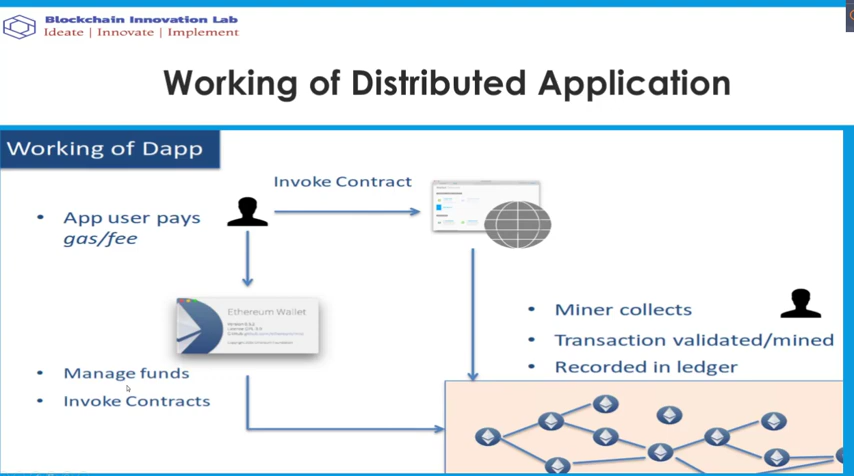 Blockchain Innovation Lab
Ideate | Innovate | Implement
Working of Distributed Application
Working of Dapp
Invoke Contract
• App user pays
gas/fee
Ethereum Wallet
• Miner collects
• Transaction validated/mined
• Recorded in ledger
• Manage funds
• Invoke Contracts